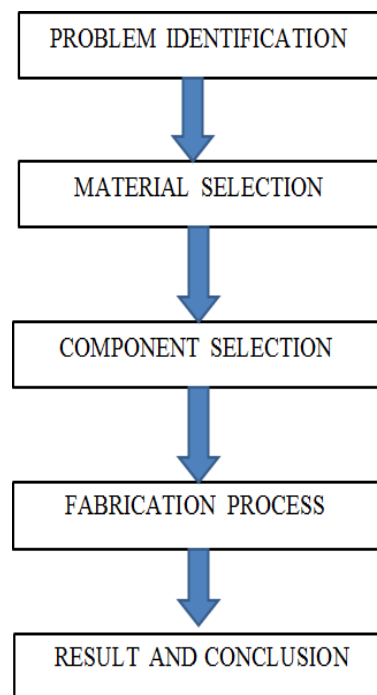 PROBLEM IDENTIFICATION
MATERIAL SELECTION
COMPONENT SELECTION
FABRICATION PROCESS
RESULT AND CONCLUSION